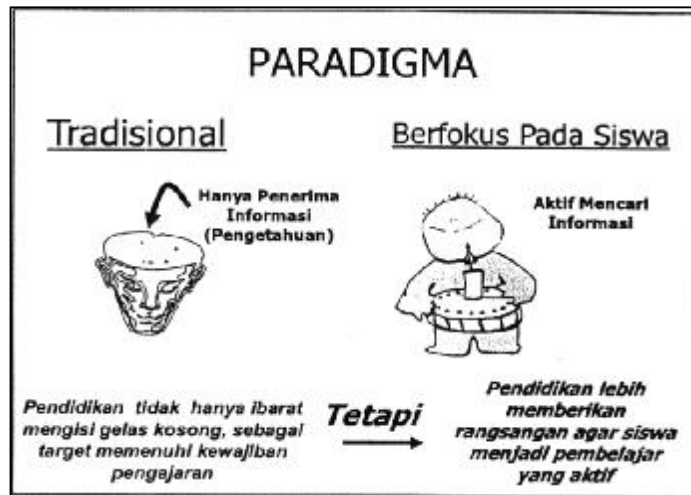 PARADIGMA
Tradisional
Hanya Penerima
Informasi
(Pengetahuan)
Pendidikan tidak hanya ibarat
mengisi gelas kosong, sebagai
target memenuhi kewajiban
pengajaran
Tetapi
Berfokus Pada Siswa
Aktif Mencari
Informasi
Pendidikan lebih
memberikan
rangsangan agar siswa
menjadi pembelajar
yang aktif